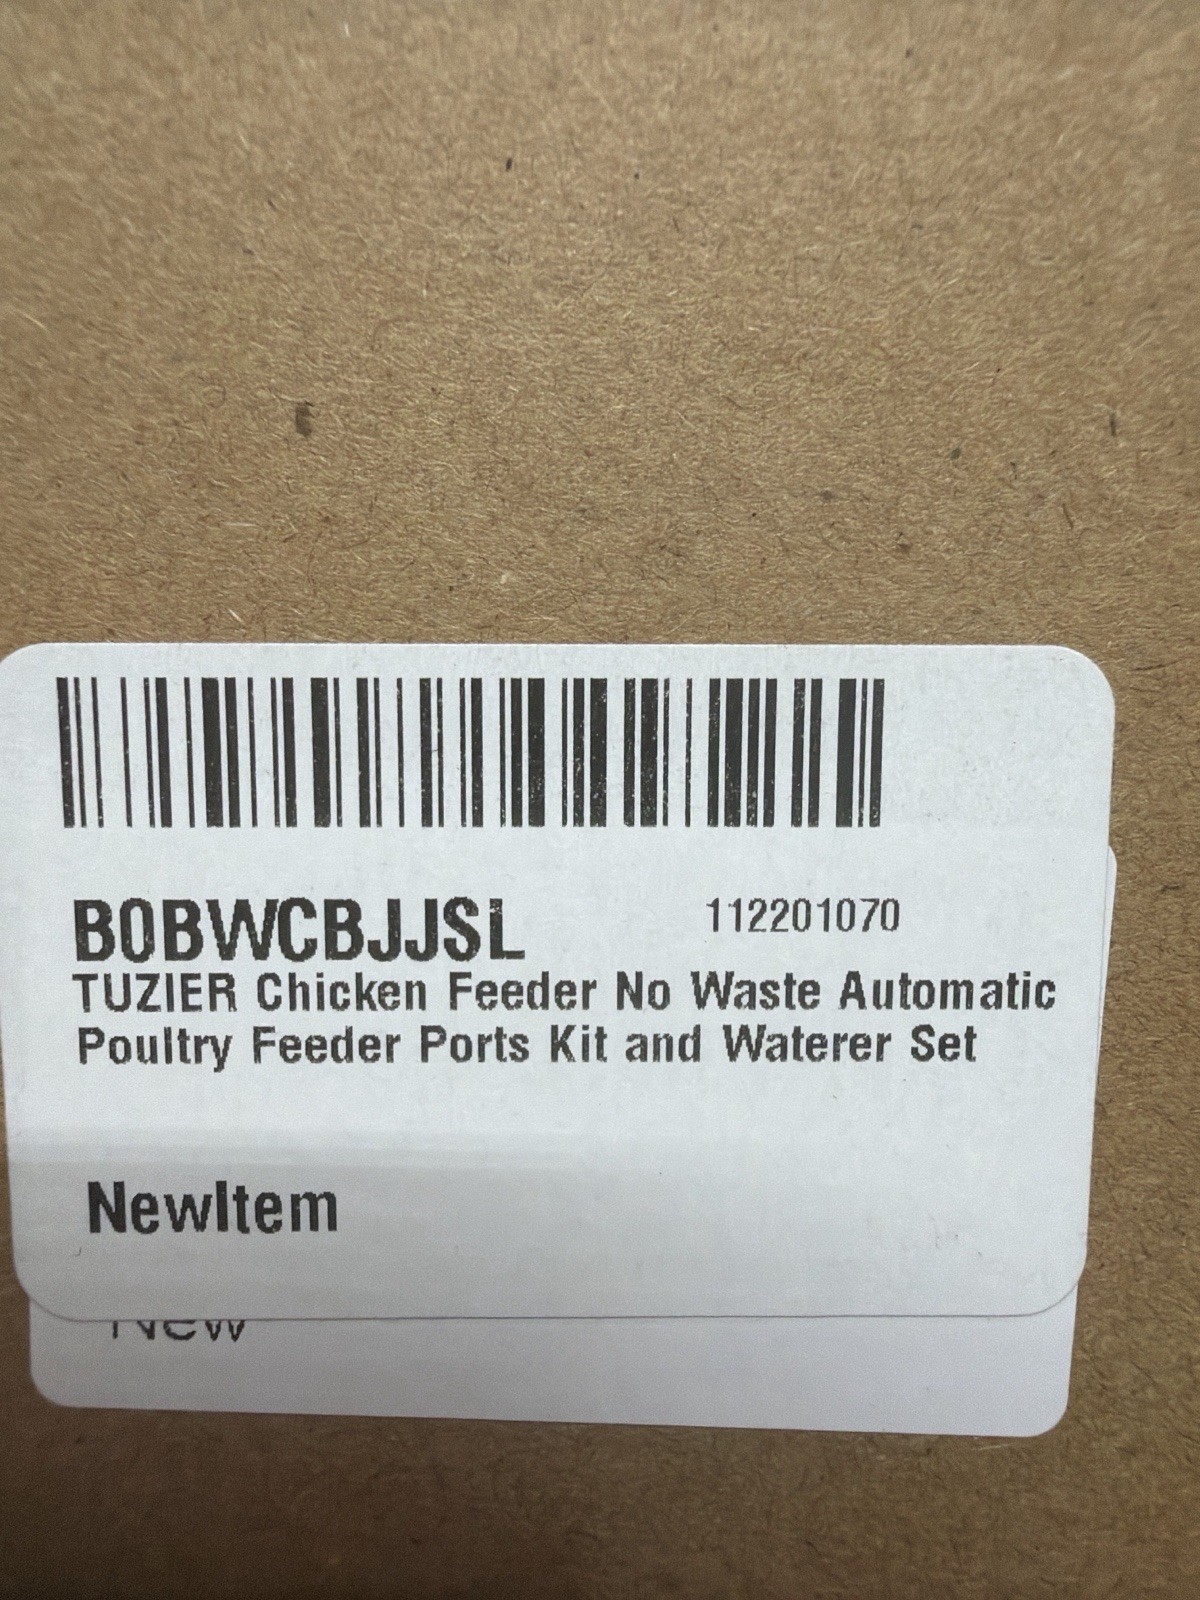 B0BWCBJJSL
112201070
TUZIER Chicken Feeder No Waste Automatic
Poultry Feeder Ports Kit and Waterer Set
NewItem
New